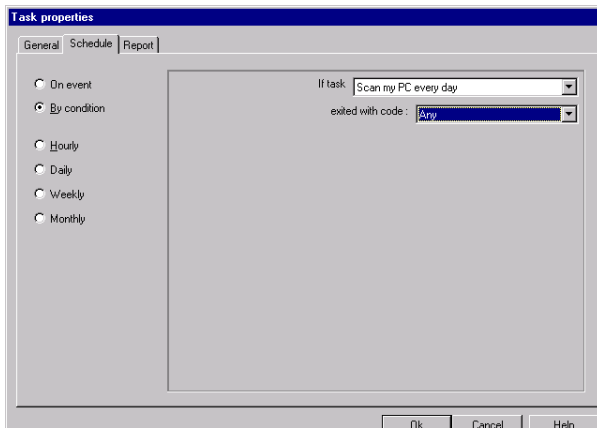 Task properties
General Schedule Report
On event
By condition
Hourly
Daily
Weekly
Monthly
If task Scan my PC every day
exited with code : Any
Ok Cancel Help